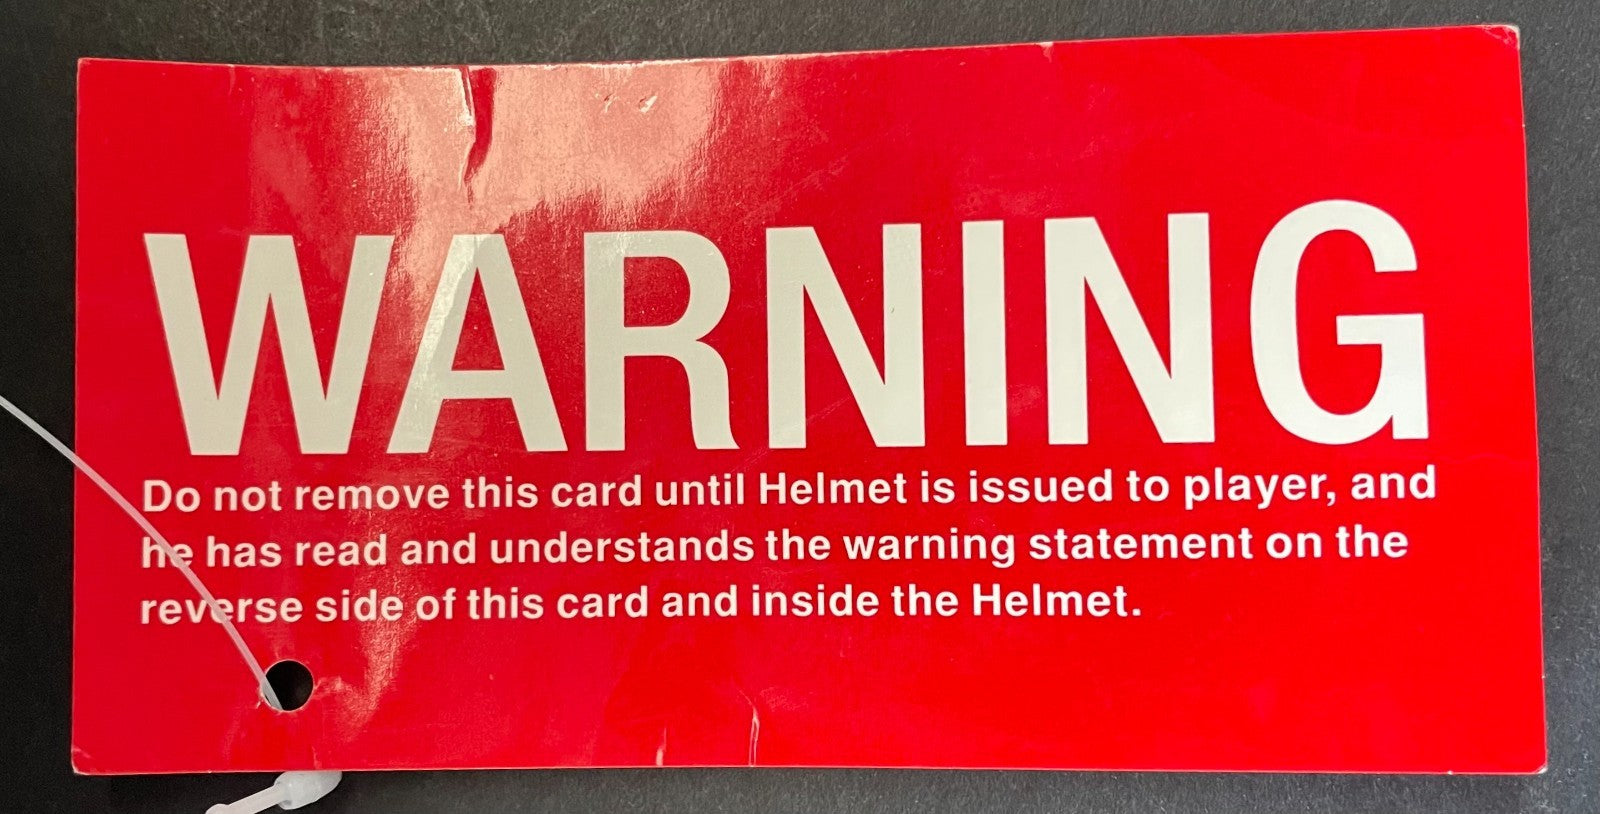 WARNING
Do not remove this card until Helmet is issued to player, and
he has read and understands the warning statement on the
reverse side of this card and inside the Helmet.